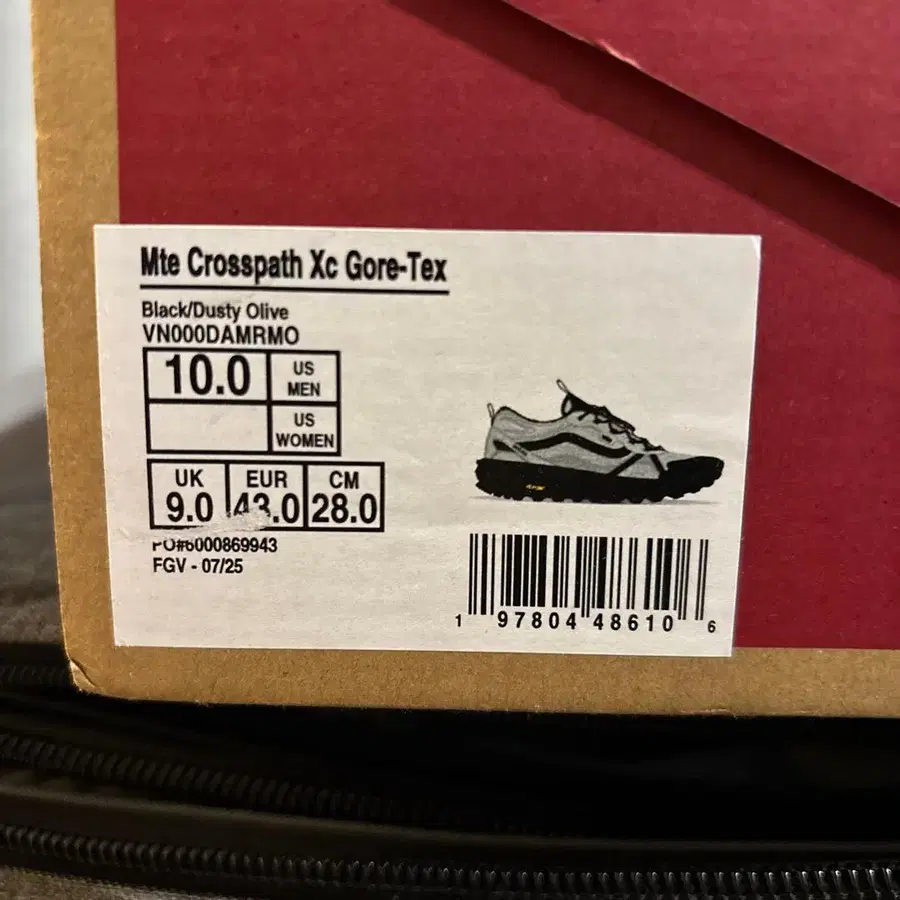 Mte Crosspath Xc Gore-Tex
Black/Dusty Olive
VN000DAMRMO
10.0 US MEN
US WOMEN
UK EUR CM
9.0 43.0 28.0
PO#6000869943
FGV - 07/25
1 97804 48610 6